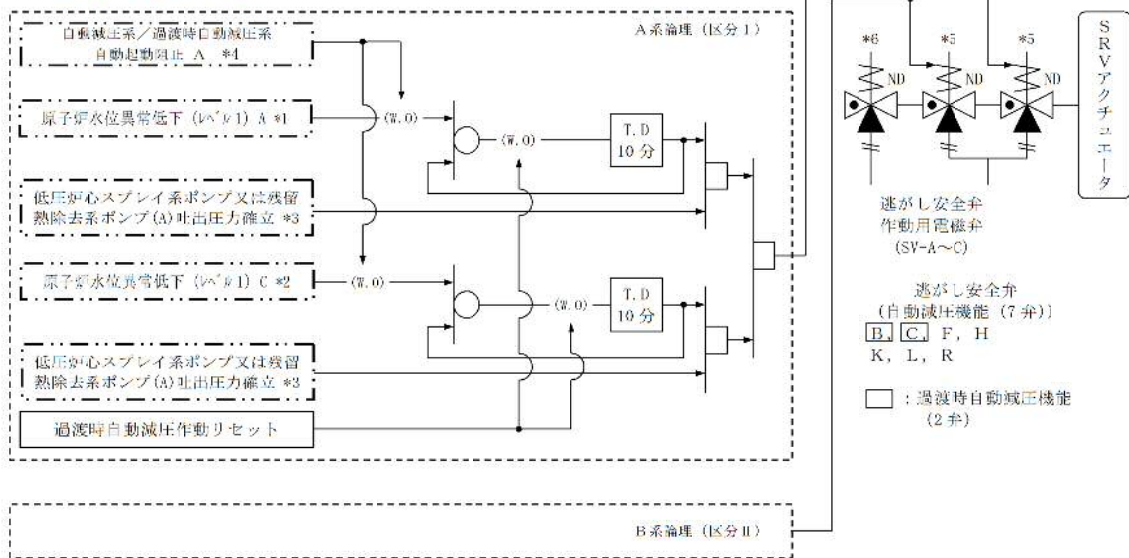 A系論理(区分Ⅰ)
自動減圧系/過渡時自動減圧系
自動起動阻止 A *4
原子炉水位異常低下(レベル1) A *1
(W.O)
(W.O)
T.D
10分
低圧炉心スプレイ系ポンプ又は残留
熱除去系ポンプ(A)吐出圧力確立 *3
原子炉水位異常低下(レベル1) C *2
(W.O)
(W.O)
T.D
10分
低圧炉心スプレイ系ポンプ又は残留
熱除去系ポンプ(A)吐出圧力確立 *3
過渡時自動減圧作動リセット
B系論理(区分Ⅱ)
*6
*5
*5
ND
ND
ND
SRVアクチュエータ
逃がし安全弁
作動用電磁弁
(SV-A~C)
逃がし安全弁
(自動減圧機能(7弁))
B, C, F, H
K, L, R
:過渡時自動減圧機能
(2弁)